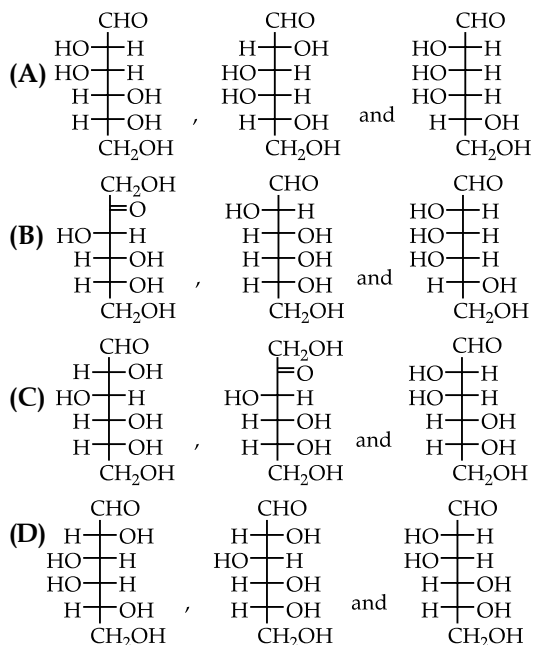 CHO CHO CHO
HO H H OH HO H
(A) HO H HO H HO H
H OH HO H HO H
H OH , H OH and H OH
CH₂OH CH₂OH CH₂OH
CH₂OH CHO CHO
O HO H HO H
(B) HO H H OH HO H
H OH H OH HO H
H OH , H OH and H OH
CH₂OH CH₂OH CH₂OH
CHO CH₂OH CHO
H OH O HO H
(C) HO H HO H HO H
H OH H OH H OH
H OH , H OH and H OH
CH₂OH CH₂OH CH₂OH
CHO CHO CHO
(D) H OH H OH HO H
HO H HO H HO H
HO H H OH H OH
H OH , H OH and H OH
CH₂OH CH₂OH CH₂OH